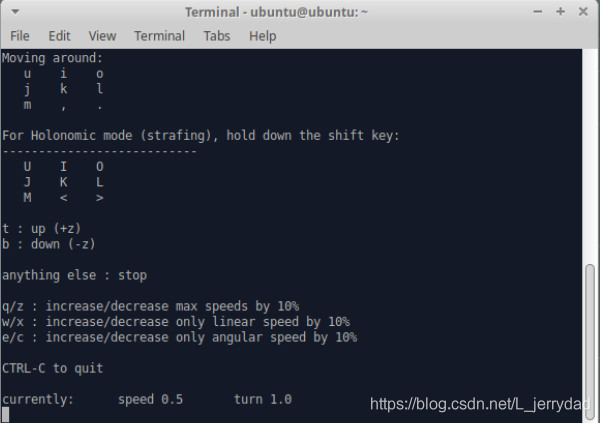 Terminal - ubuntu@ubuntu: ~
File Edit View Terminal Tabs Help
Moving around:
u i o
j k l
m , .
For Holonomic mode (strafing), hold down the shift key:
---------------------------
U I O
J K L
M < >
t : up (+z)
b : down (-z)
anything else : stop
q/z : increase/decrease max speeds by 10%
w/x : increase/decrease only linear speed by 10%
e/c : increase/decrease only angular speed by 10%
CTRL-C to quit
currently: speed 0.5 turn 1.0
https://blog.csdn.net/L_jerrydad